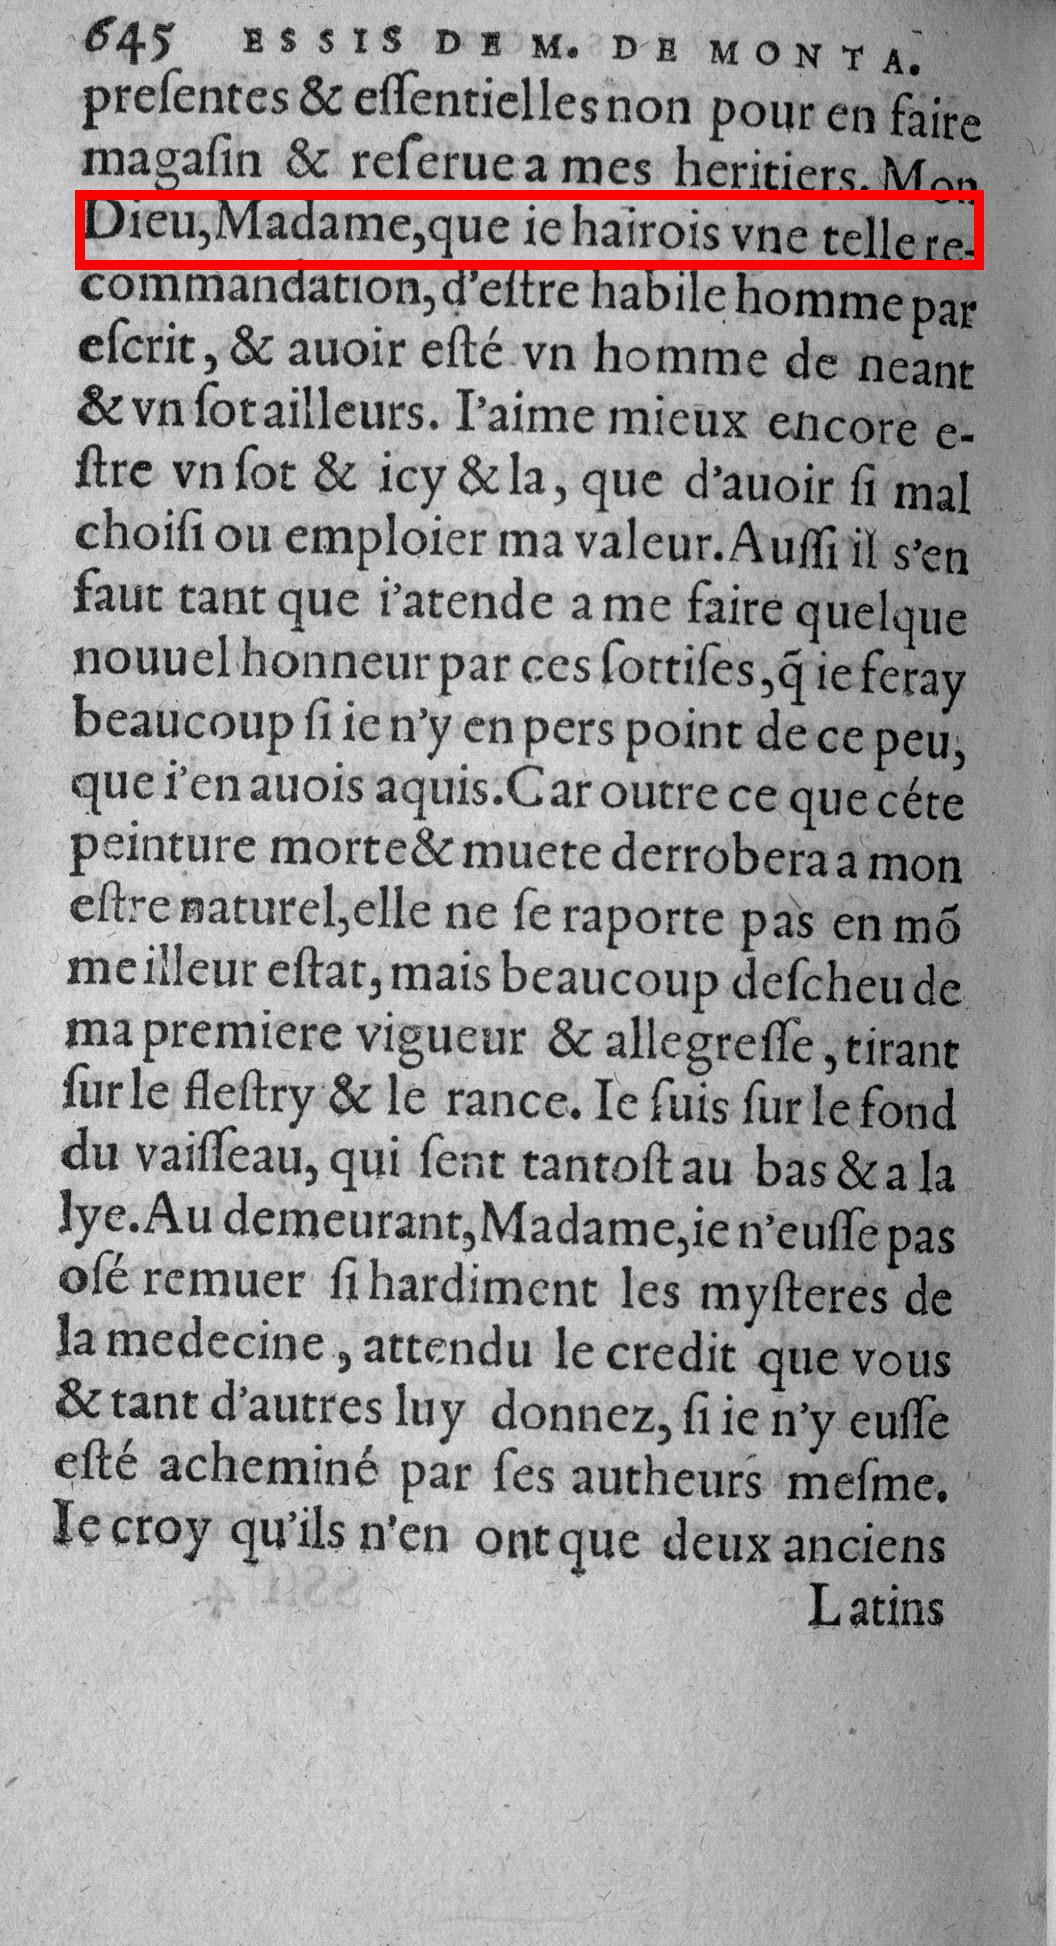 645 ESSIS DE M. DE MONTA.
preſentes & eſſentielles non pour en faire
magaſin & reſerue a mes heritiers. Mon
Dieu, Madame, que ie hairois vne telle re-
commandation, d'eſtre habile homme par
eſcrit, & auoir eſté vn homme de neant
& vn ſot ailleurs. I'aime mieux encore e-
ſtre vn ſot & icy & la, que d'auoir ſi mal
choiſi ou emploier ma valeur. Auſſi il s'en
faut tant que i'atende a me faire quelque
nouuel honneur par ces ſottiſes, q̃ ie feray
beaucoup ſi ie n'y en pers point de ce peu,
que i'en auois aquis. Car outre ce que céte
peinture morte & muete derrobera a mon
eſtre naturel, elle ne ſe raporte pas en mõ
meilleur eſtat, mais beaucoup deſcheu de
ma premiere vigueur & allegreſſe, tirant
ſur le fleſtry & le rance. Ie ſuis ſur le fond
du vaiſſeau, qui ſent tantoſt au bas & a la
lye. Au demeurant, Madame, ie n'euſſe pas
oſé remuer ſi hardiment les myſteres de
la medecine, attendu le credit que vous
& tant d'autres luy donnez, ſi ie n'y euſſe
eſté acheminé par ſes autheurs meſme.
Ie croy qu'ils n'en ont que deux anciens
Latins